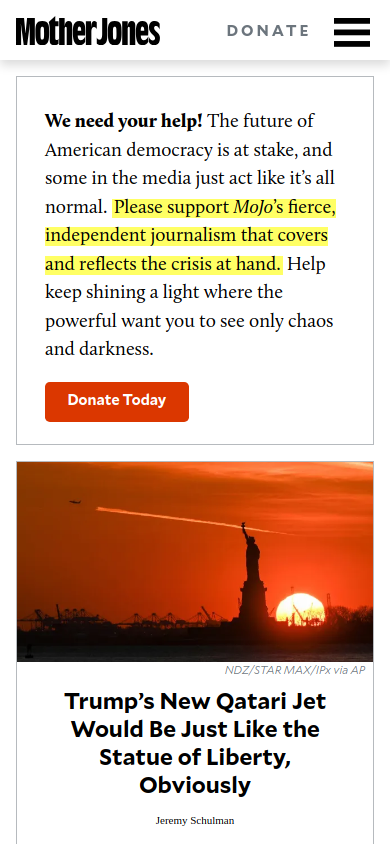 Mother Jones
DONATE
We need your help! The future of
American democracy is at stake, and
some in the media just act like it’s all
normal. Please support MoJo’s fierce,
independent journalism that covers
and reflects the crisis at hand. Help
keep shining a light where the
powerful want you to see only chaos
and darkness.
Donate Today
NDZ/STAR MAX/IPx via AP
Trump’s New Qatari Jet
Would Be Just Like the
Statue of Liberty,
Obviously
Jeremy Schulman